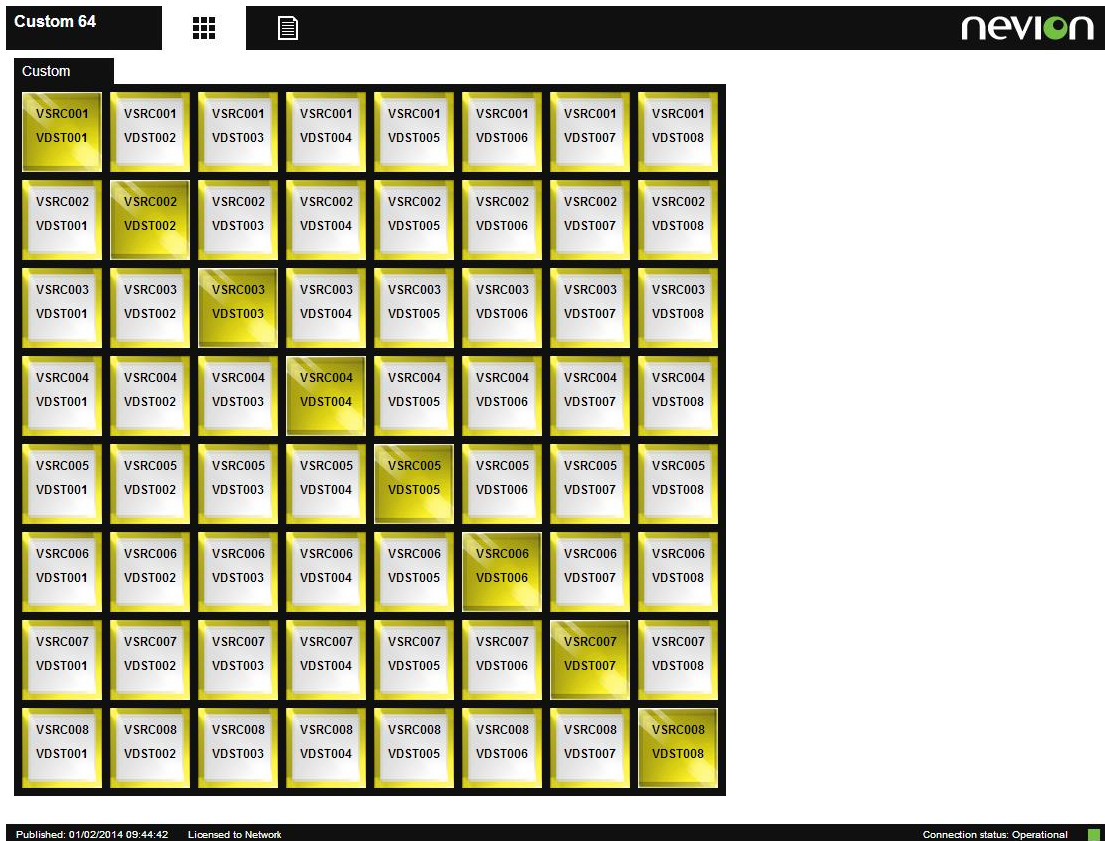 Custom 64
nevion
Custom
VSRC001 VSRC001 VSRC001 VSRC001 VSRC001 VSRC001 VSRC001 VSRC001
VDST001 VDST002 VDST003 VDST004 VDST005 VDST006 VDST007 VDST008
VSRC002 VSRC002 VSRC002 VSRC002 VSRC002 VSRC002 VSRC002 VSRC002
VDST001 VDST002 VDST003 VDST004 VDST005 VDST006 VDST007 VDST008
VSRC003 VSRC003 VSRC003 VSRC003 VSRC003 VSRC003 VSRC003 VSRC003
VDST001 VDST002 VDST003 VDST004 VDST005 VDST006 VDST007 VDST008
VSRC004 VSRC004 VSRC004 VSRC004 VSRC004 VSRC004 VSRC004 VSRC004
VDST001 VDST002 VDST003 VDST004 VDST005 VDST006 VDST007 VDST008
VSRC005 VSRC005 VSRC005 VSRC005 VSRC005 VSRC005 VSRC005 VSRC005
VDST001 VDST002 VDST003 VDST004 VDST005 VDST006 VDST007 VDST008
VSRC006 VSRC006 VSRC006 VSRC006 VSRC006 VSRC006 VSRC006 VSRC006
VDST001 VDST002 VDST003 VDST004 VDST005 VDST006 VDST007 VDST008
VSRC007 VSRC007 VSRC007 VSRC007 VSRC007 VSRC007 VSRC007 VSRC007
VDST001 VDST002 VDST003 VDST004 VDST005 VDST006 VDST007 VDST008
VSRC008 VSRC008 VSRC008 VSRC008 VSRC008 VSRC008 VSRC008 VSRC008
VDST001 VDST002 VDST003 VDST004 VDST005 VDST006 VDST007 VDST008
Published: 01/02/2014 09:44:42 Licensed to Network Connection status: Operational